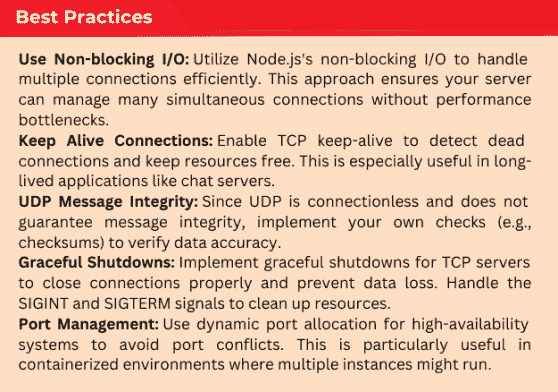 Best Practices
Use Non-blocking I/O: Utilize Node.js's non-blocking I/O to handle
multiple connections efficiently. This approach ensures your server
can manage many simultaneous connections without performance
bottlenecks.
Keep Alive Connections: Enable TCP keep-alive to detect dead
connections and keep resources free. This is especially useful in long-
lived applications like chat servers.
UDP Message Integrity: Since UDP is connectionless and does not
guarantee message integrity, implement your own checks (e.g.,
checksums) to verify data accuracy.
Graceful Shutdowns: Implement graceful shutdowns for TCP servers
to close connections properly and prevent data loss. Handle the
SIGINT and SIGTERM signals to clean up resources.
Port Management: Use dynamic port allocation for high-availability
systems to avoid port conflicts. This is particularly useful in
containerized environments where multiple instances might run.